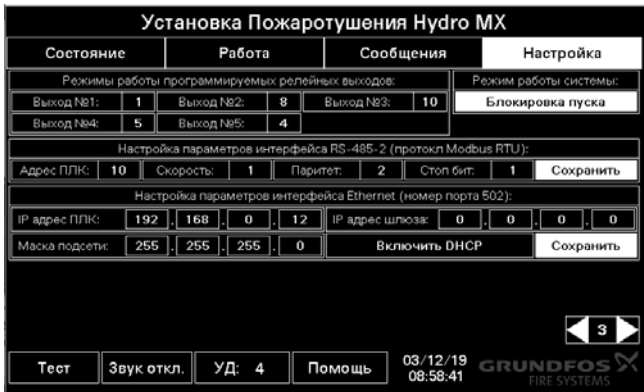 Установка Пожаротушения Hydro MX
Состояние Работа Сообщения Настройка
Режимы работы программируемых релейных выходов: Режим работы системы:
Выход №1: 1 Выход №2: 8 Выход №3: 10 Блокировка пуска
Выход №4: 5 Выход №5: 4
Настройка параметров интерфейса RS-485-2 (протокл Modbus RTU):
Адрес ПЛК: 10 Скорость: 1 Паритет: 2 Стоп бит: 1 Сохранить
Настройка параметров интерфейса Ethernet (номер порта 502):
IP адрес ПЛК: 192 . 168 . 0 . 12 IP адрес шлюза: 0 . 0 . 0 . 0
Маска подсети: 255 . 255 . 255 . 0 Включить DHCP Сохранить
3
Тест Звук откл. УД: 4 Помощь 03/12/19 GRUNDFOS
08:58:41 FIRE SYSTEMS